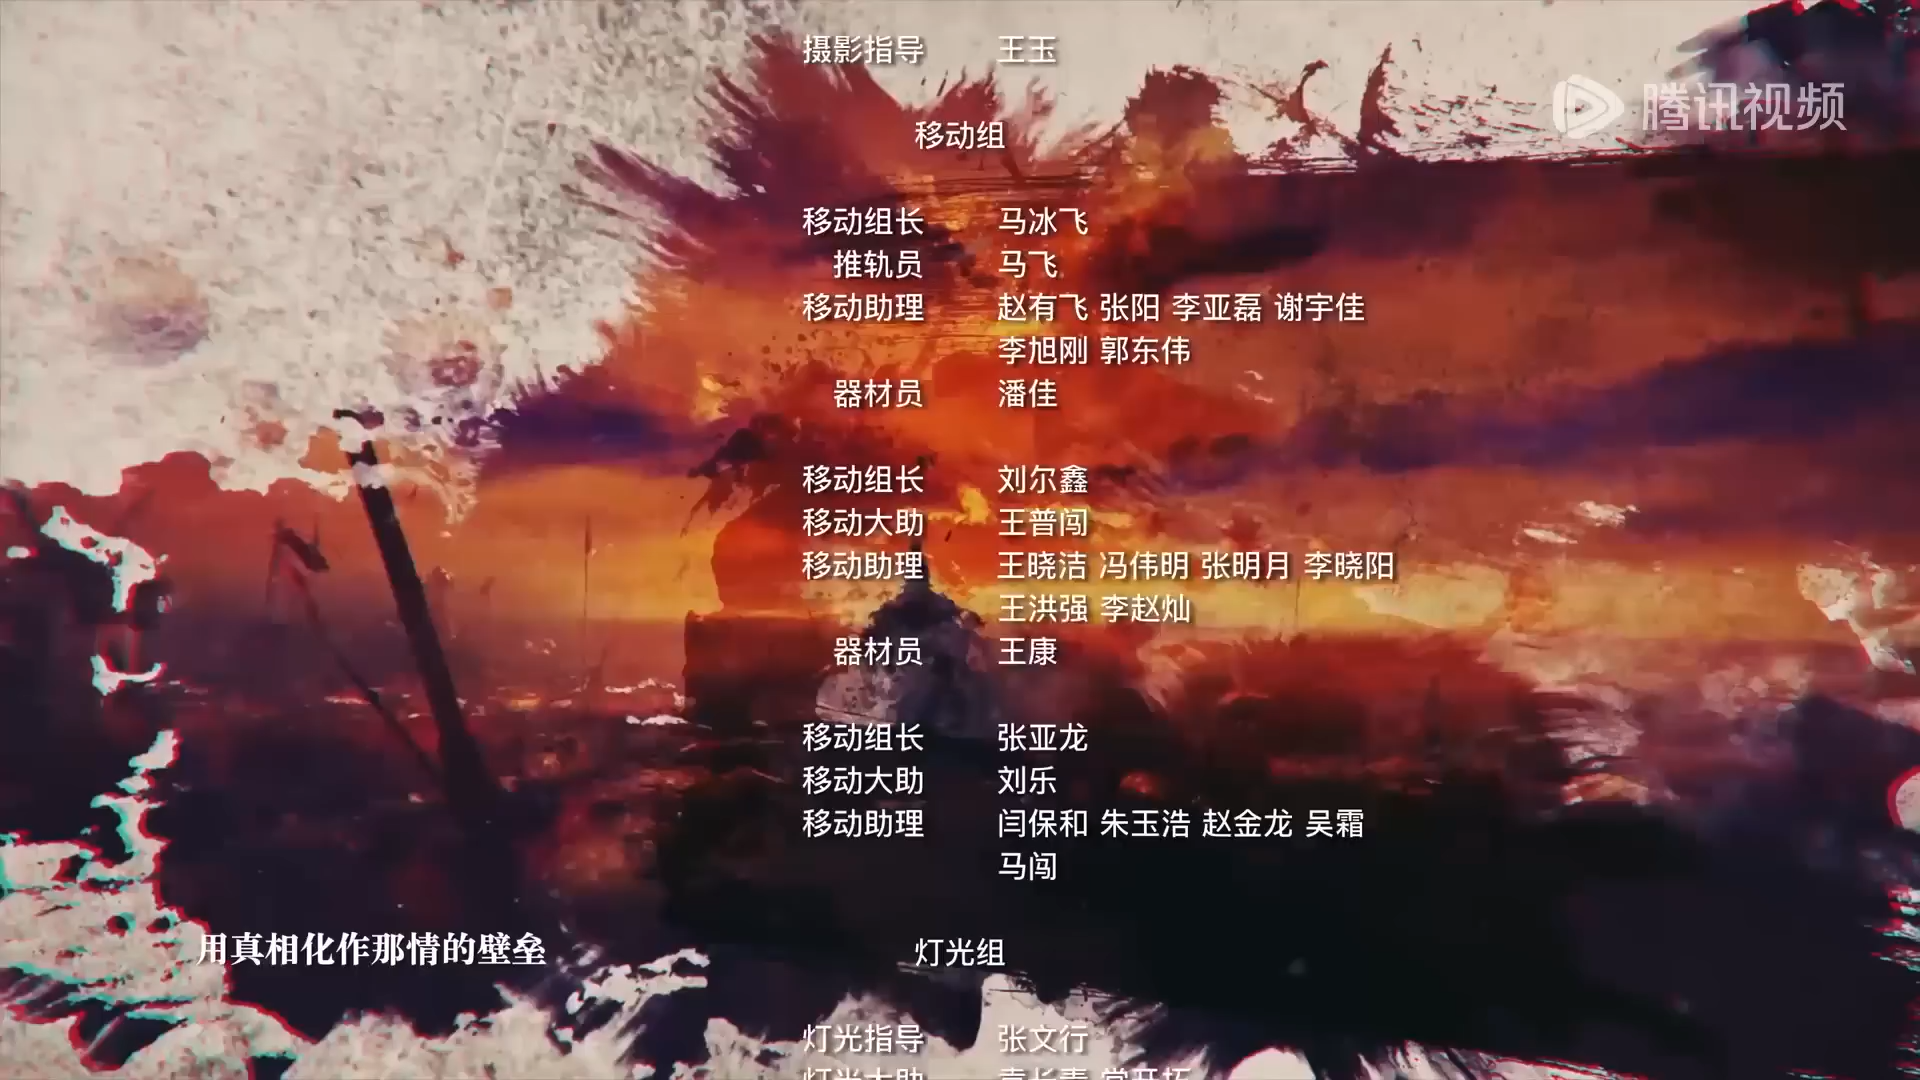 摄影指导 王玉
腾讯视频
移动组
移动组长 马冰飞
推轨员 马飞
移动助理 赵有飞 张阳 李亚磊 谢宇佳
李旭刚 郭东伟
器材员 潘佳
移动组长 刘尔鑫
移动大助 王普闯
移动助理 王晓洁 冯伟明 张明月 李晓阳
王洪强 李赵灿
器材员 王康
移动组长 张亚龙
移动大助 刘乐
移动助理 闫保和 朱玉浩 赵金龙 吴霜
马闯
用真相化作那情的壁垒
灯光组
灯光指导 张文行
灯光大助